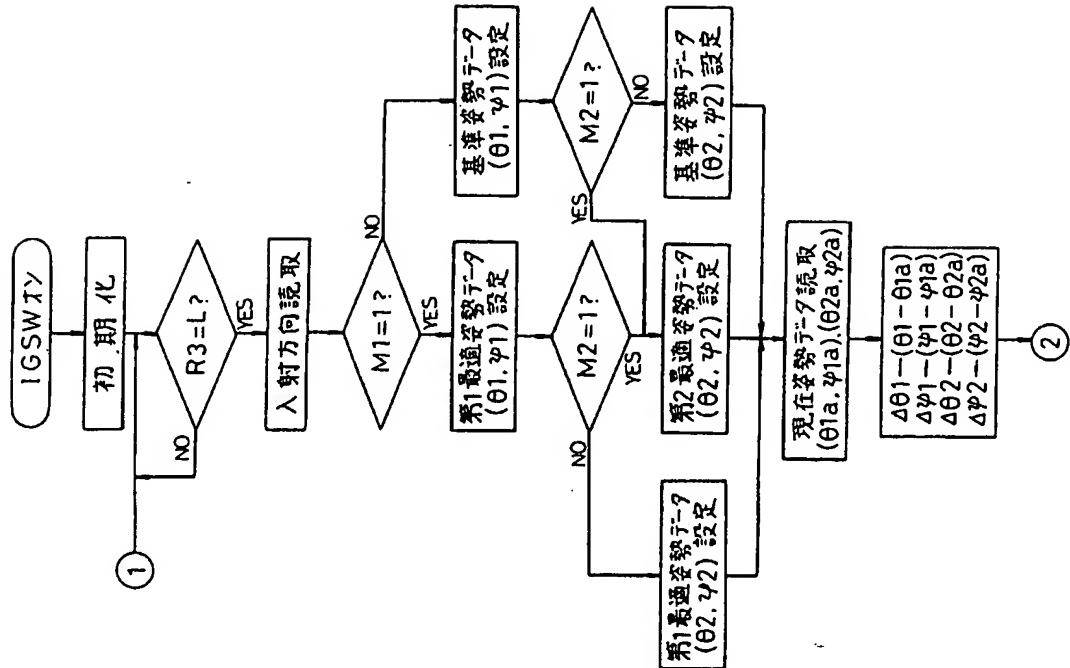 IGSWオン
初期化
①
R3=L?
NO
YES
入射方向読取
M1=1?
NO
YES
第1最適姿勢データ
(θ1, ψ1) 設定
基準姿勢データ
(θ1, ψ1) 設定
M2=1?
NO
YES
M2=1?
YES
NO
第1最適姿勢データ
(θ2, ψ2) 設定
第2最適姿勢データ
(θ2, ψ2) 設定
基準姿勢データ
(θ2, ψ2) 設定
現在姿勢データ読取
(θ1a, ψ1a),(θ2a,ψ2a)
Δθ1―(θ1-θ1a)
Δψ1―(ψ1-ψ1a)
Δθ2―(θ2-θ2a)
Δψ2―(ψ2-ψ2a)
②